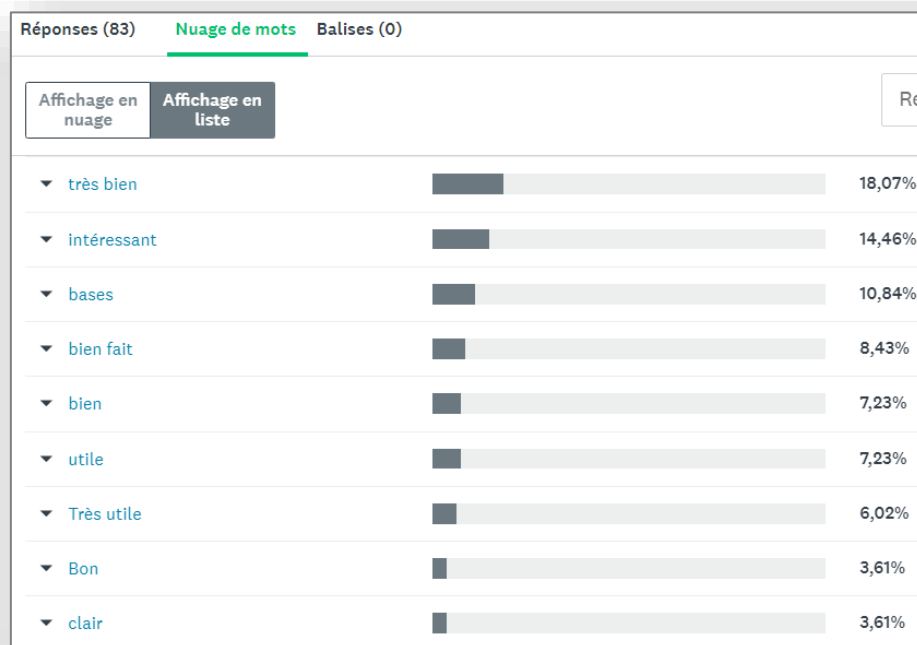 Réponses (83) Nuage de mots Balises (0)
Affichage en nuage
Affichage en liste
Re
très bien 18,07%
intéressant 14,46%
bases 10,84%
bien fait 8,43%
bien 7,23%
utile 7,23%
Très utile 6,02%
Bon 3,61%
clair 3,61%